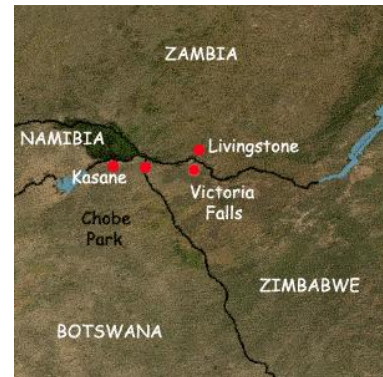 ZAMBIA
NAMIBIA
Livingstone
Kasane
Victoria
Falls
Chobe
Park
ZIMBABWE
BOTSWANA